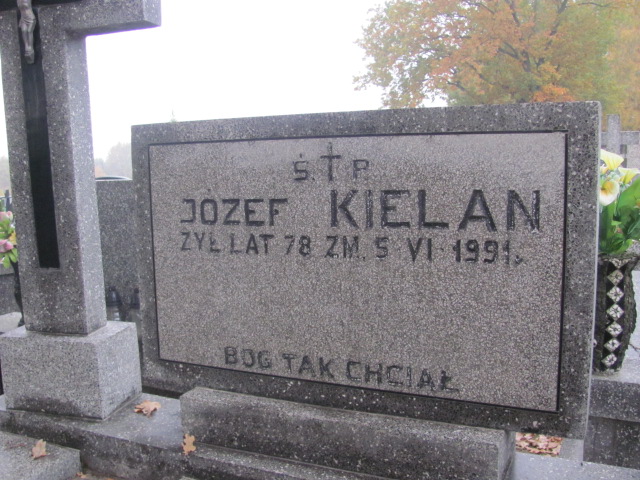 Ś.†P.
JÓZEF KIELAN
ŻYŁ LAT 78 ZM. 5 VI 1991.
BÓG TAK CHCIAŁ